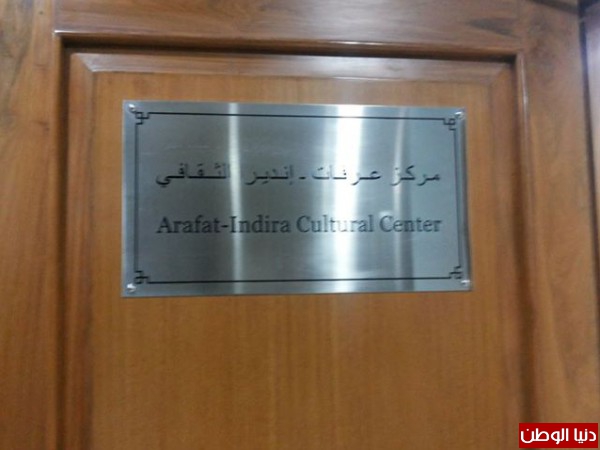 مركز عرفات - إنديرا الثقافي
Arafat-Indira Cultural Center
دنيا الوطن